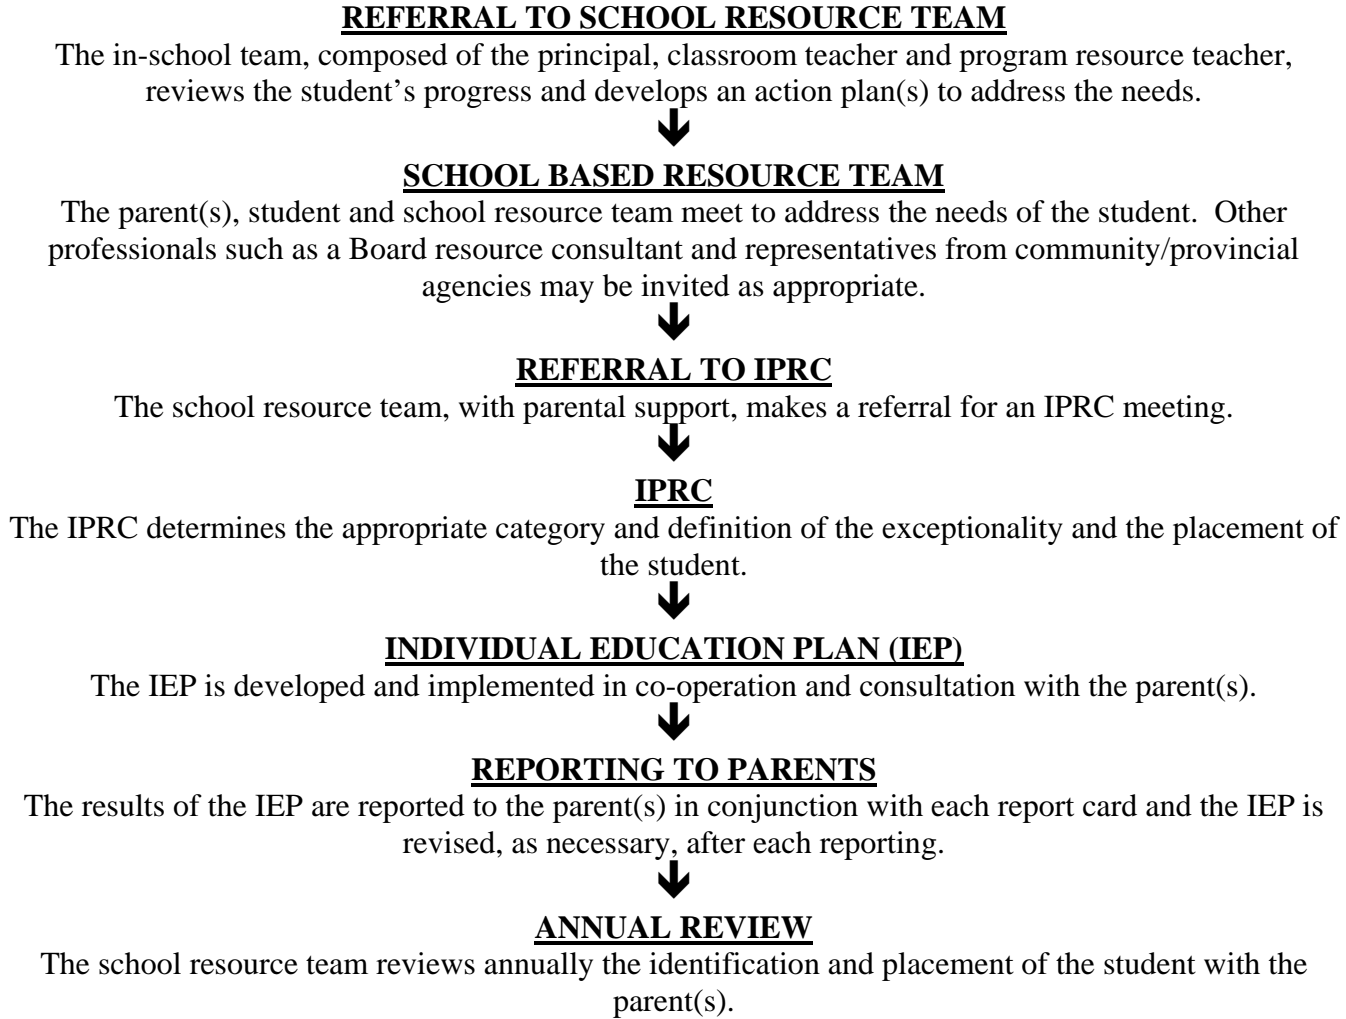 REFERRAL TO SCHOOL RESOURCE TEAM
The in-school team, composed of the principal, classroom teacher and program resource teacher,
reviews the student’s progress and develops an action plan(s) to address the needs.
SCHOOL BASED RESOURCE TEAM
The parent(s), student and school resource team meet to address the needs of the student.  Other
professionals such as a Board resource consultant and representatives from community/provincial
agencies may be invited as appropriate.
REFERRAL TO IPRC
The school resource team, with parental support, makes a referral for an IPRC meeting.
IPRC
The IPRC determines the appropriate category and definition of the exceptionality and the placement of
the student.
INDIVIDUAL EDUCATION PLAN (IEP)
The IEP is developed and implemented in co-operation and consultation with the parent(s).
REPORTING TO PARENTS
The results of the IEP are reported to the parent(s) in conjunction with each report card and the IEP is
revised, as necessary, after each reporting.
ANNUAL REVIEW
The school resource team reviews annually the identification and placement of the student with the
parent(s).